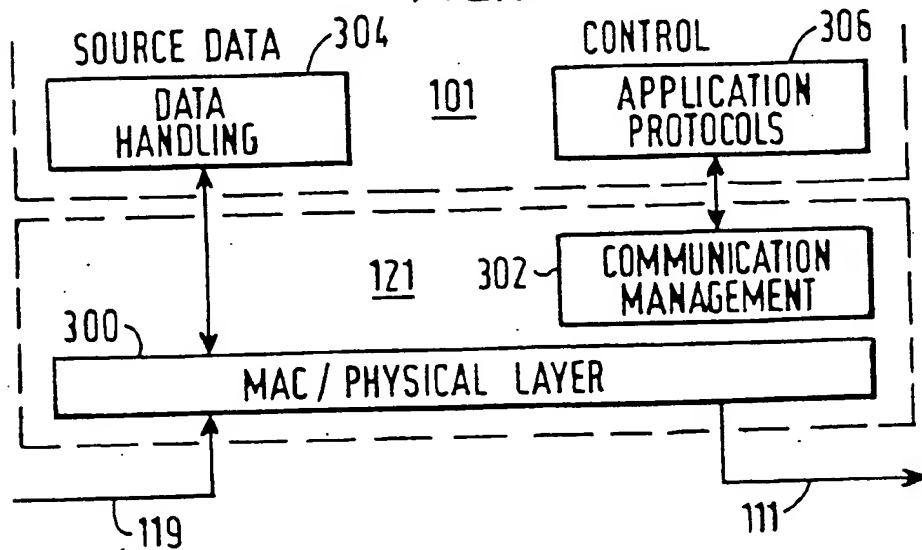 SOURCE DATA
304
CONTROL
306
DATA
HANDLING
101
APPLICATION
PROTOCOLS
121
302
COMMUNICATION
MANAGEMENT
300
MAC / PHYSICAL LAYER
119
111